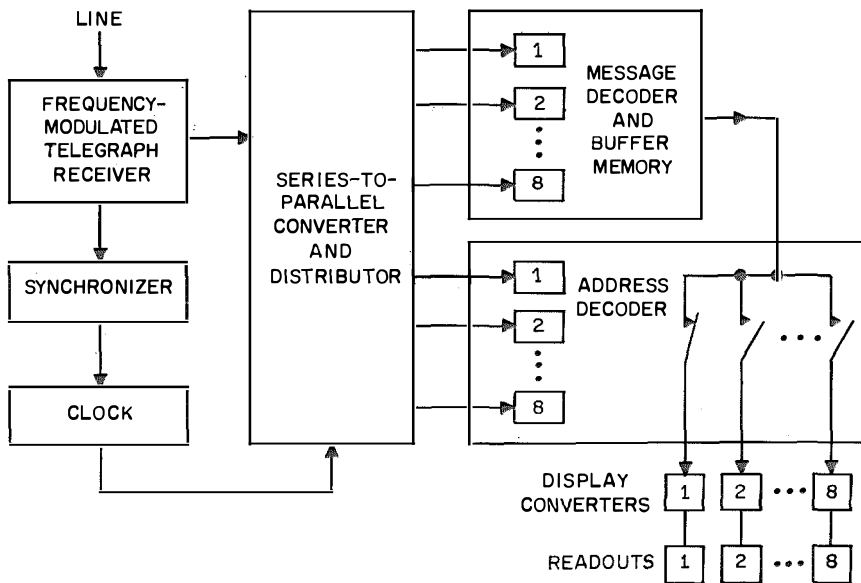 LINE
FREQUENCY-
MODULATED
TELEGRAPH
RECEIVER
SYNCHRONIZER
CLOCK
SERIES-TO-
PARALLEL
CONVERTER
AND
DISTRIBUTOR
1
2
8
MESSAGE
DECODER
AND
BUFFER
MEMORY
1
2
8
ADDRESS
DECODER
DISPLAY
CONVERTERS
1 2 ••• 8
READOUTS 1 2 ••• 8